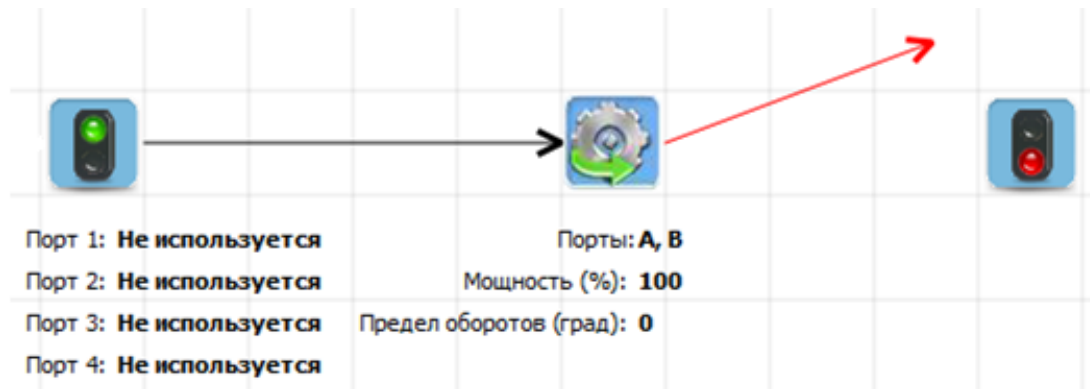 Порт 1: Не используется
Порт 2: Не используется
Порт 3: Не используется
Порт 4: Не используется
Порты: А, В
Мощность (%): 100
Предел оборотов (град): 0